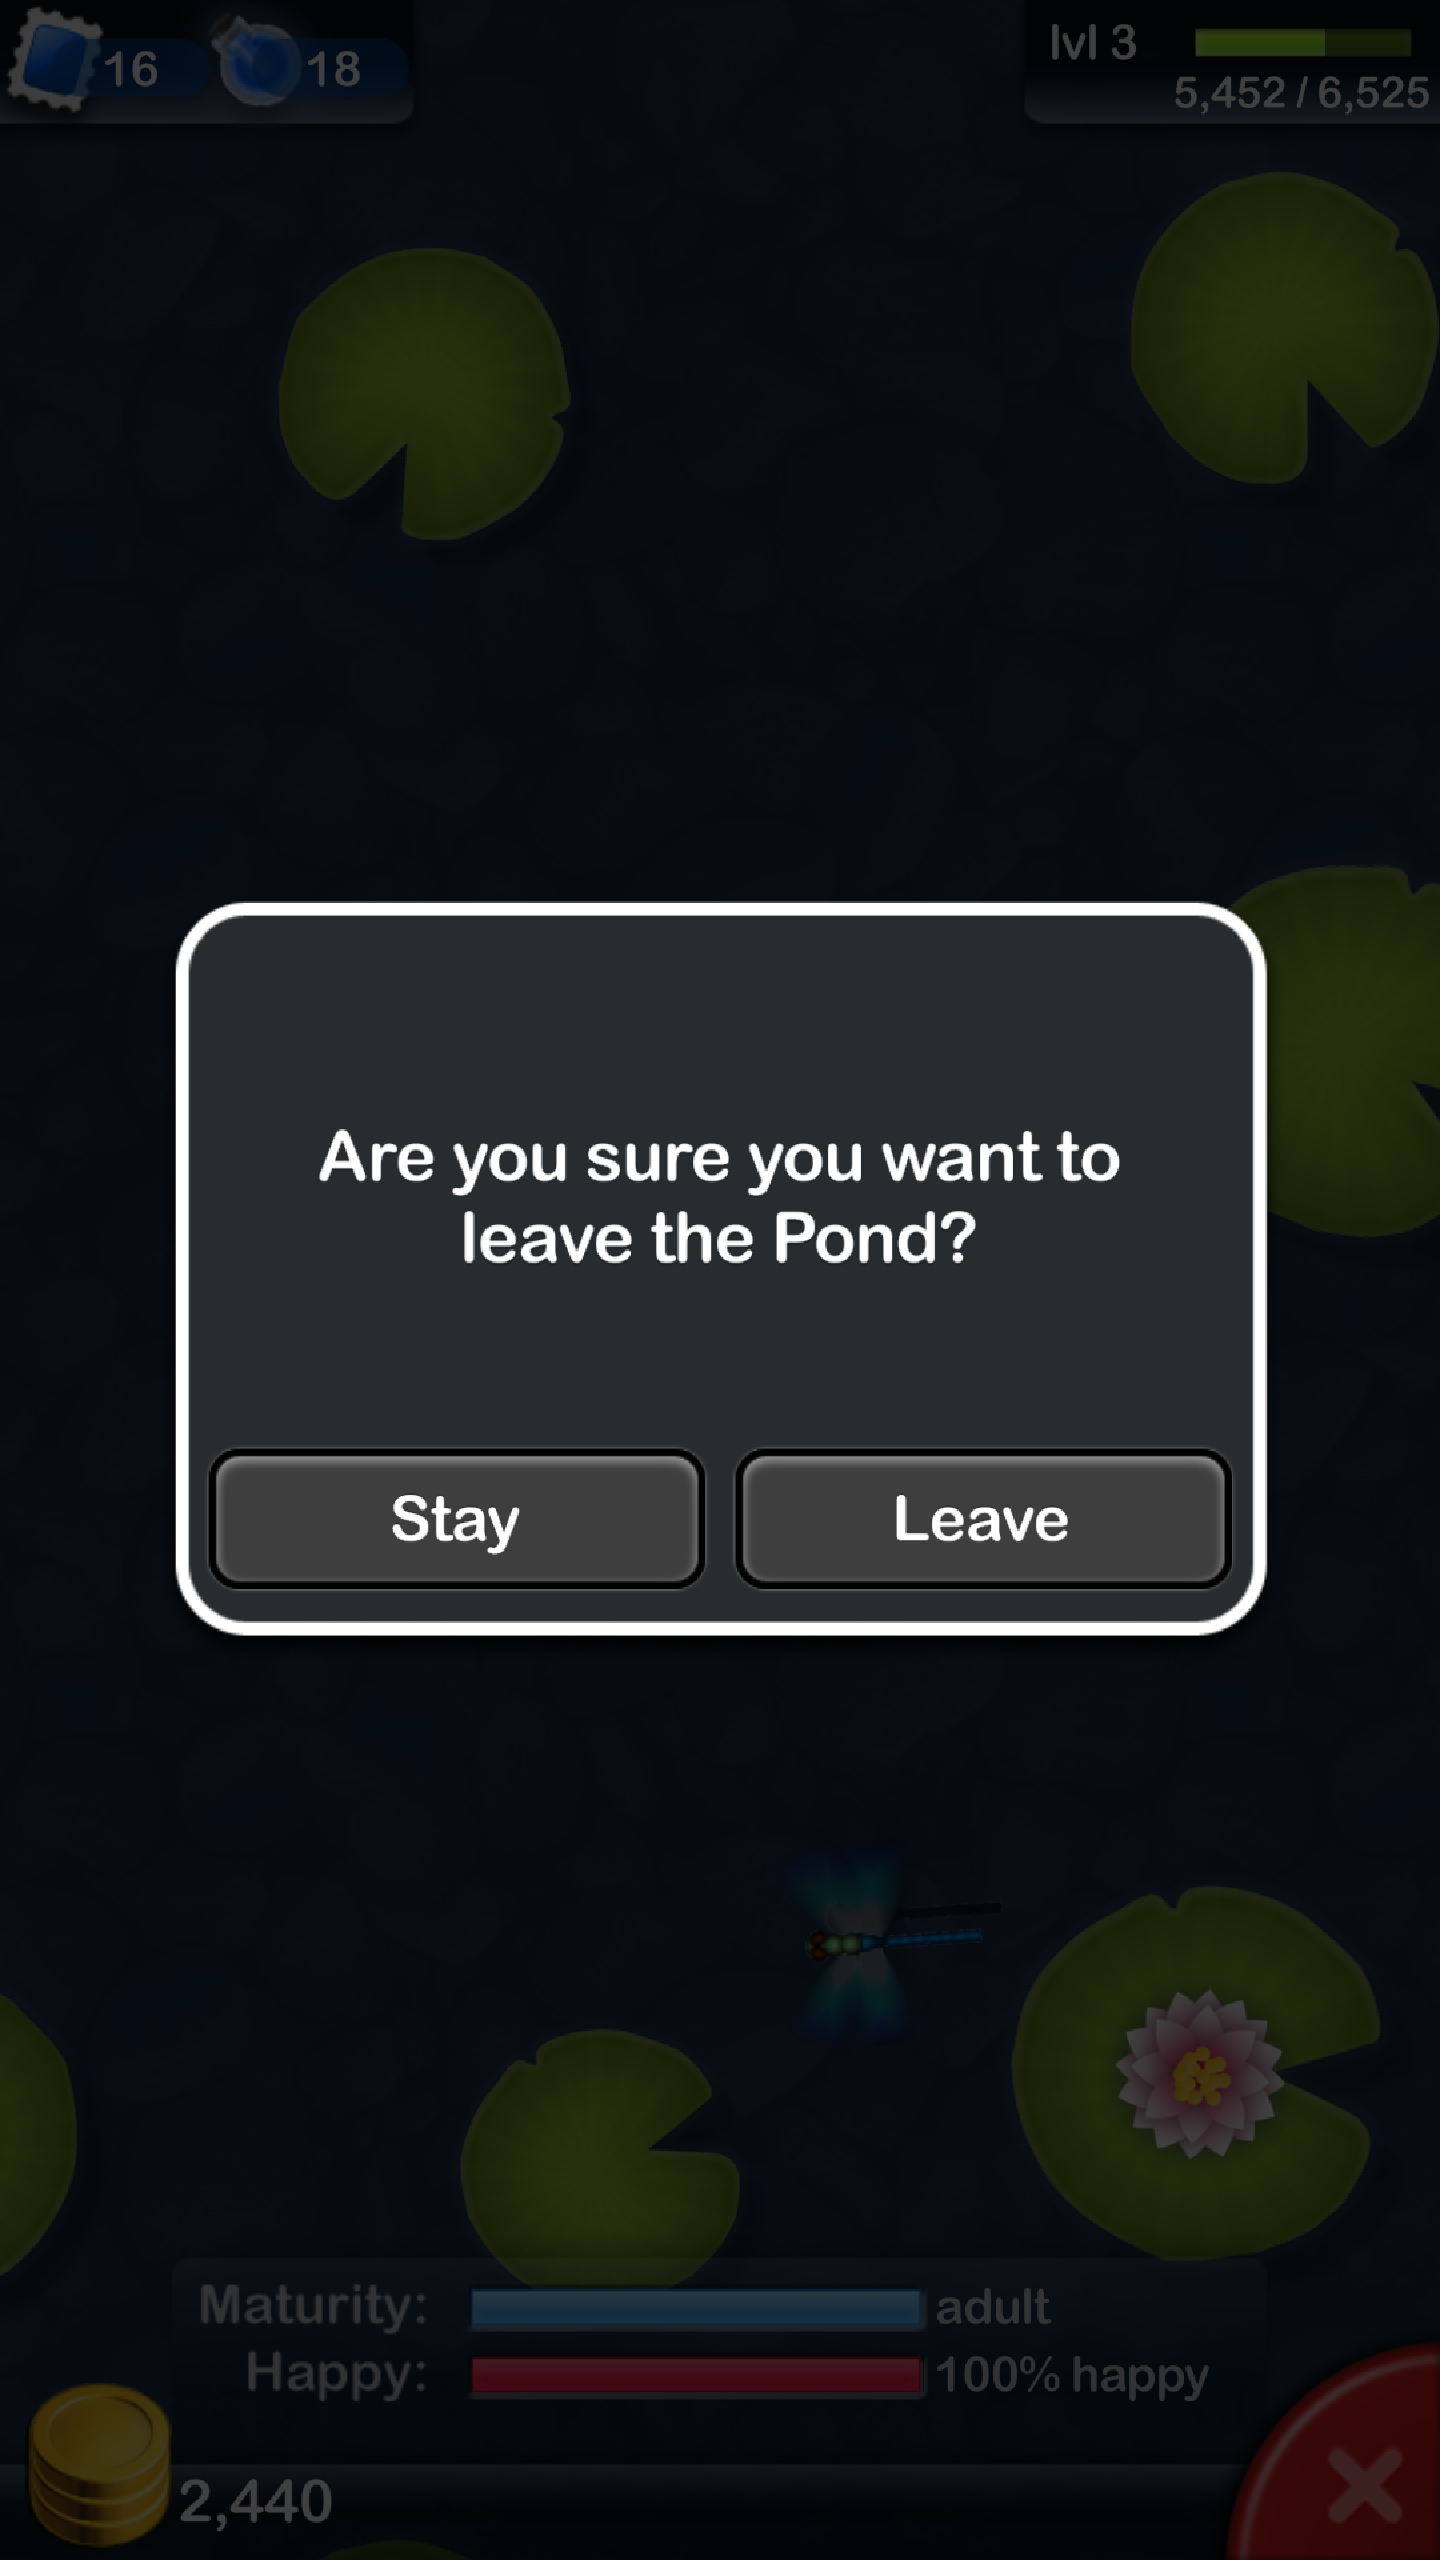 16
18
lvl 3
5,452 / 6,525
Are you sure you want to
leave the Pond?
Stay
Leave
Maturity:
adult
Happy:
100% happy
2,440